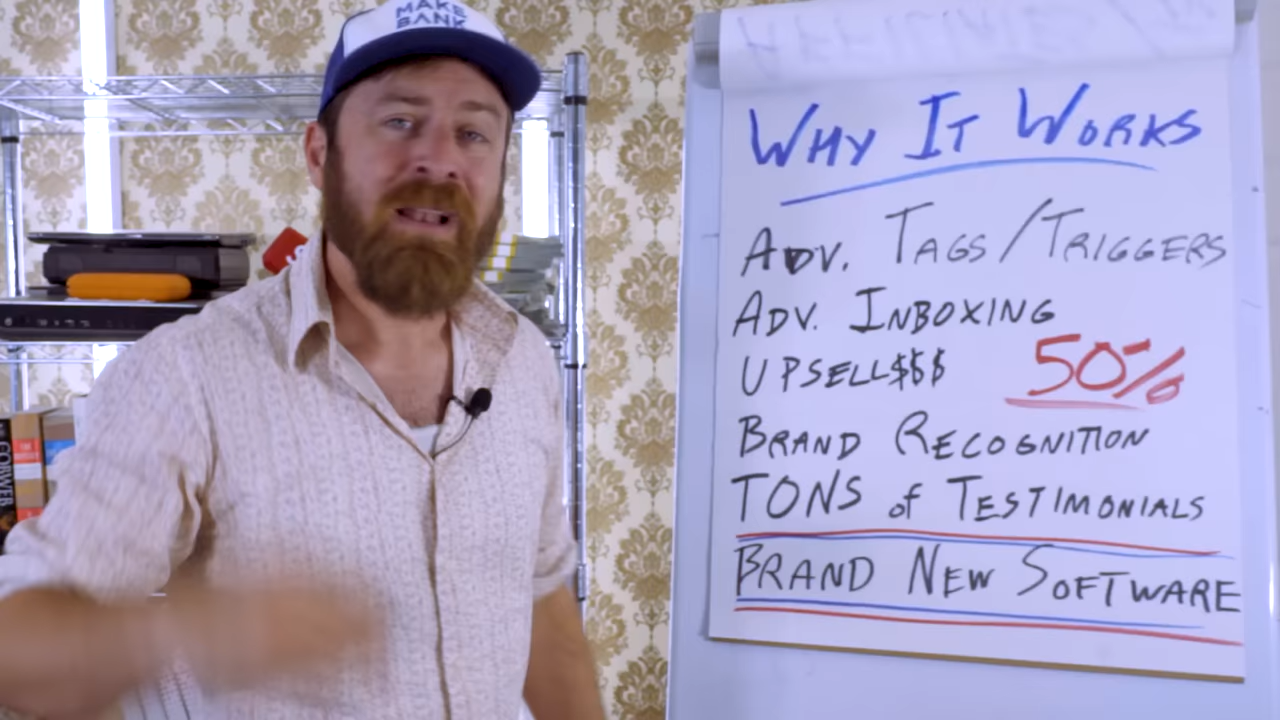 MAKE
BANK
WHY IT WORKS
ADV. TAGS/TRIGGERS
ADV. INBOXING
UPSELL$$$ 50%
BRAND RECOGNITION
TONS of TESTIMONIALS
BRAND NEW SOFTWARE